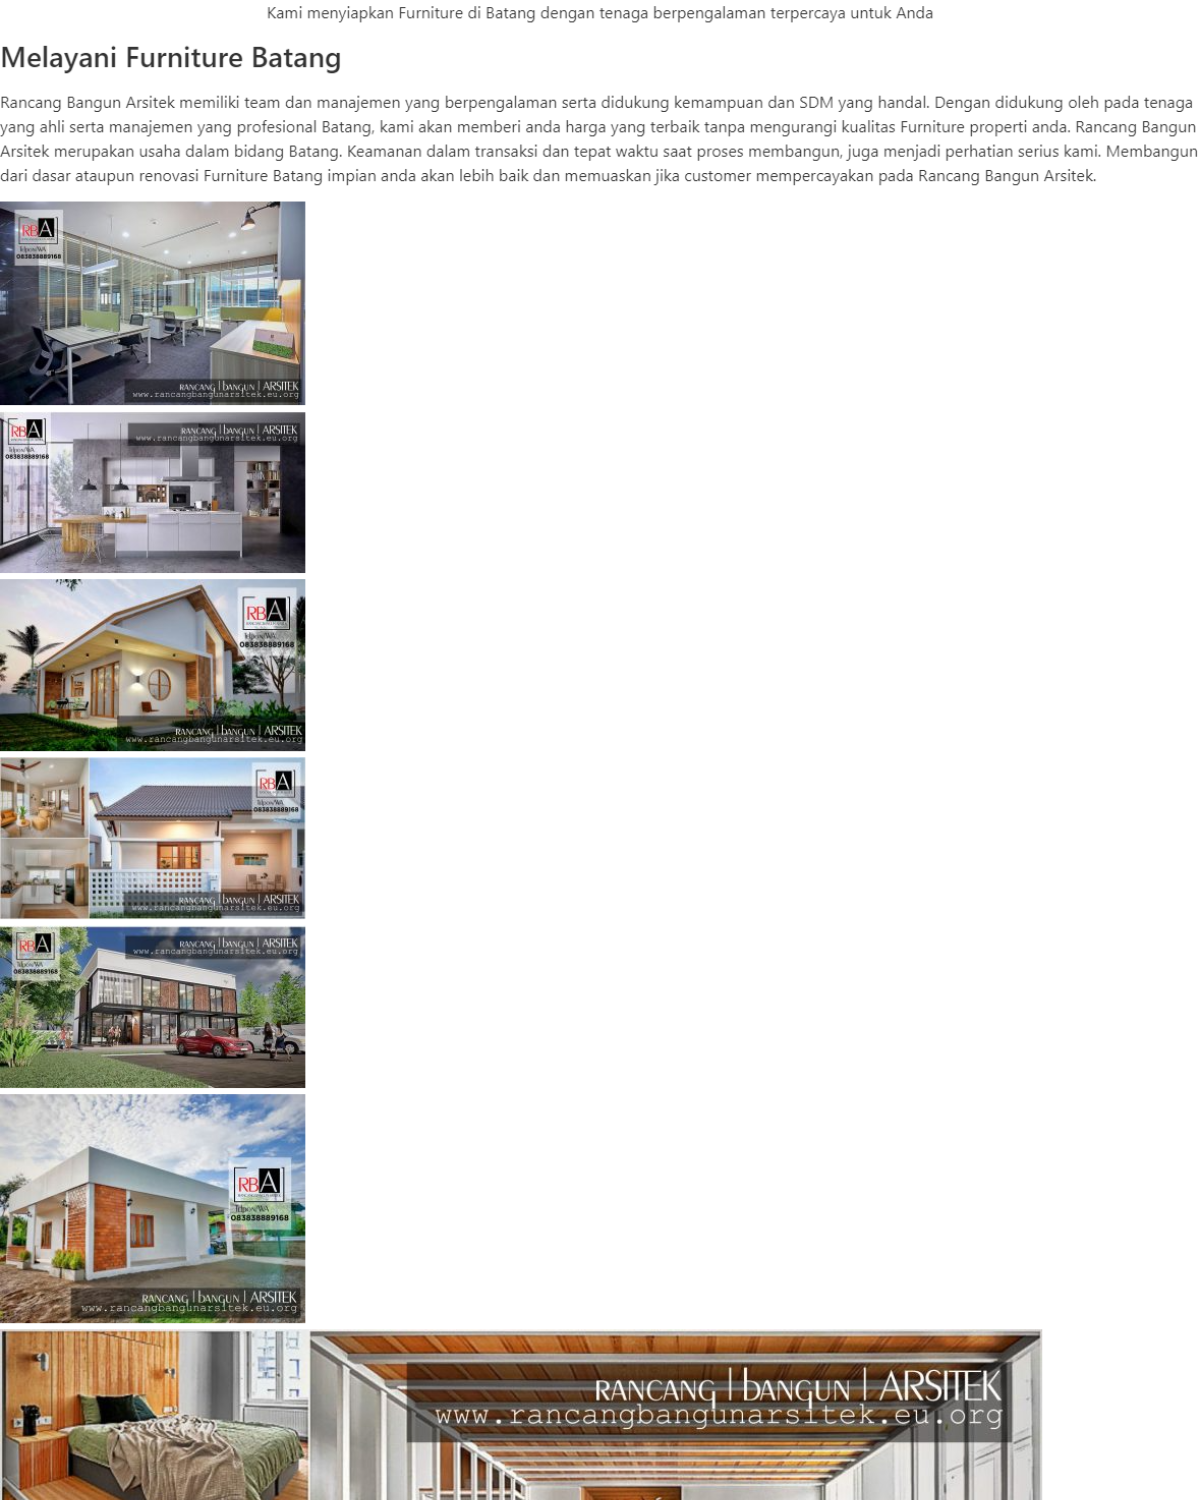 Kami menyiapkan Furniture di Batang dengan tenaga berpengalaman terpercaya untuk Anda
Melayani Furniture Batang
Rancang Bangun Arsitek memiliki team dan manajemen yang berpengalaman serta didukung kemampuan dan SDM yang handal. Dengan didukung oleh pada tenaga
yang ahli serta manajemen yang profesional Batang, kami akan memberi anda harga yang terbaik tanpa mengurangi kualitas Furniture properti anda. Rancang Bangun
Arsitek merupakan usaha dalam bidang Batang. Keamanan dalam transaksi dan tepat waktu saat proses membangun, juga menjadi perhatian serius kami. Membangun
dari dasar ataupun renovasi Furniture Batang impian anda akan lebih baik dan memuaskan jika customer mempercayakan pada Rancang Bangun Arsitek.
RBA
Telpon/WA
083838889168
RANCANG | bANGUN | ARSITEK
www.rancangbangunarsitek.eu.org
RBA
Telpon/WA
083838889168
RANCANG | bANGUN | ARSITEK
www.rancangbangunarsitek.eu.org
RBA
Telpon/WA
083838889168
RANCANG | bANGUN | ARSITEK
www.rancangbangunarsitek.eu.org
RBA
Telpon/WA
083838889168
RANCANG | bANGUN | ARSITEK
www.rancangbangunarsitek.eu.org
RBA
Telpon/WA
083838889168
RANCANG | bANGUN | ARSITEK
www.rancangbangunarsitek.eu.org
RBA
Telpon/WA
083838889168
RANCANG | bANGUN | ARSITEK
www.rancangbangunarsitek.eu.org
RANCANG | bANGUN | ARSITEK
www.rancangbangunarsitek.eu.org